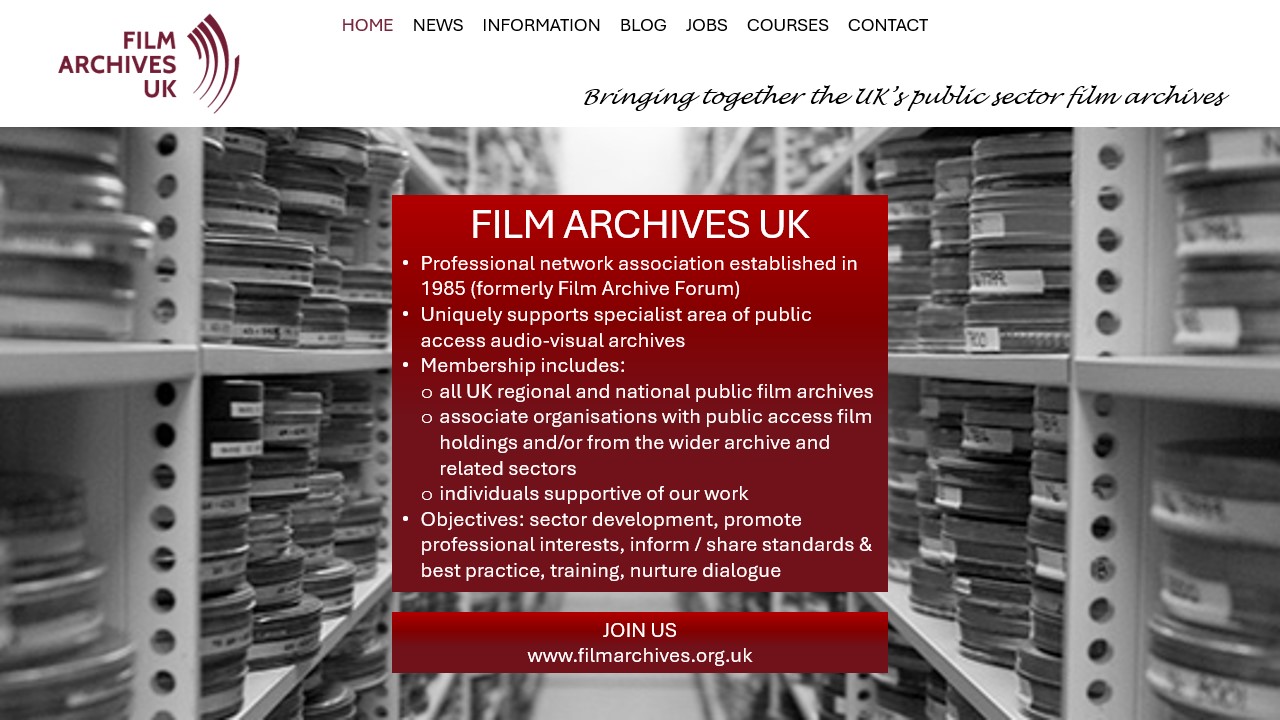 FILM
ARCHIVES
UK
HOME NEWS INFORMATION BLOG JOBS COURSES CONTACT
Bringing together the UK's public sector film archives
FILM ARCHIVES UK
• Professional network association established in
1985 (formerly Film Archive Forum)
• Uniquely supports specialist area of public
access audio-visual archives
• Membership includes:
o all UK regional and national public film archives
o associate organisations with public access film
holdings and/or from the wider archive and
related sectors
o individuals supportive of our work
• Objectives: sector development, promote
professional interests, inform / share standards &
best practice, training, nurture dialogue
JOIN US
www.filmarchives.org.uk